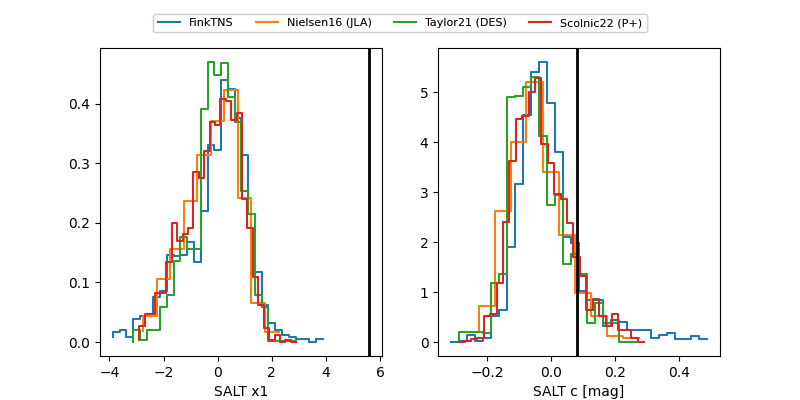 FinkTNS Nielsen16 (JLA) Taylor21 (DES) Scolnic22 (P+)
0.4
0.3
0.2
0.1
0.0
−4 −2 0 2 4 6
SALT x1
5
4
3
2
1
0
−0.2 0.0 0.2 0.4
SALT c [mag]